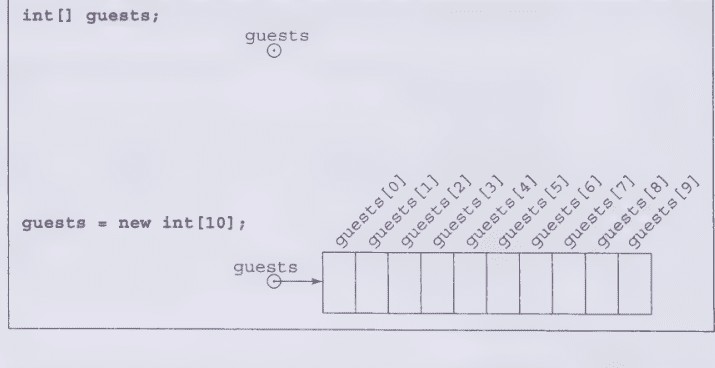 int[] guests;
guests
guests[0]
guests[1]
guests[2]
guests[3]
guests[4]
guests[5]
guests[6]
guests[7]
guests[8]
guests[9]
guests = new int[10];
guests